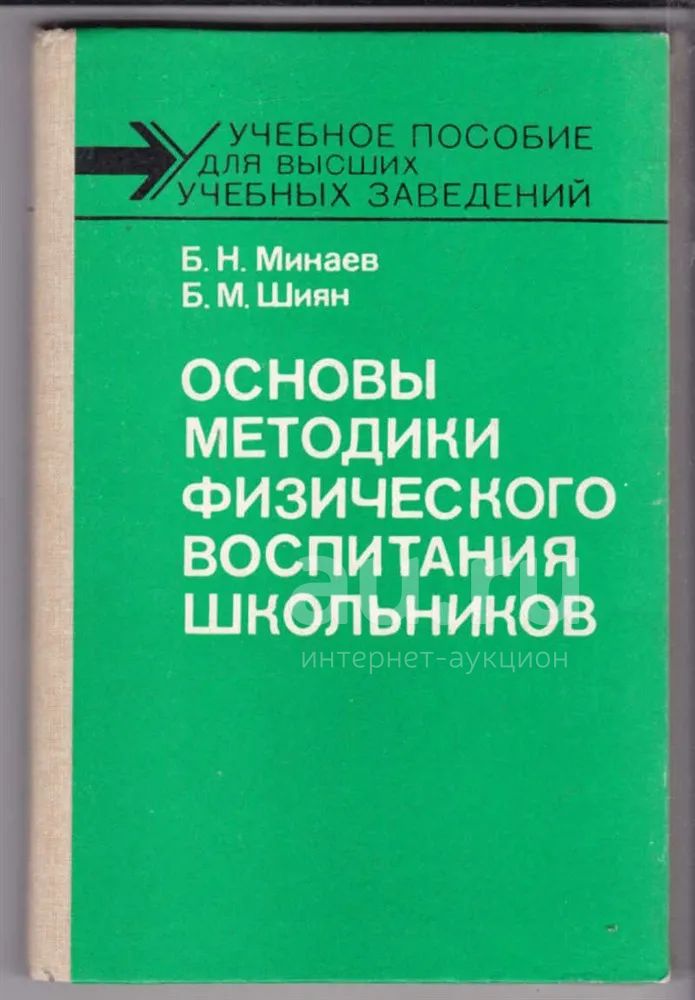 УЧЕБНОЕ ПОСОБИЕ
ДЛЯ ВЫСШИХ
УЧЕБНЫХ ЗАВЕДЕНИЙ
Б. Н. Минаев
Б. М. Шиян
ОСНОВЫ
МЕТОДИКИ
ФИЗИЧЕСКОГО
ВОСПИТАНИЯ
ШКОЛЬНИКОВ
au.ru
интернет-аукцион